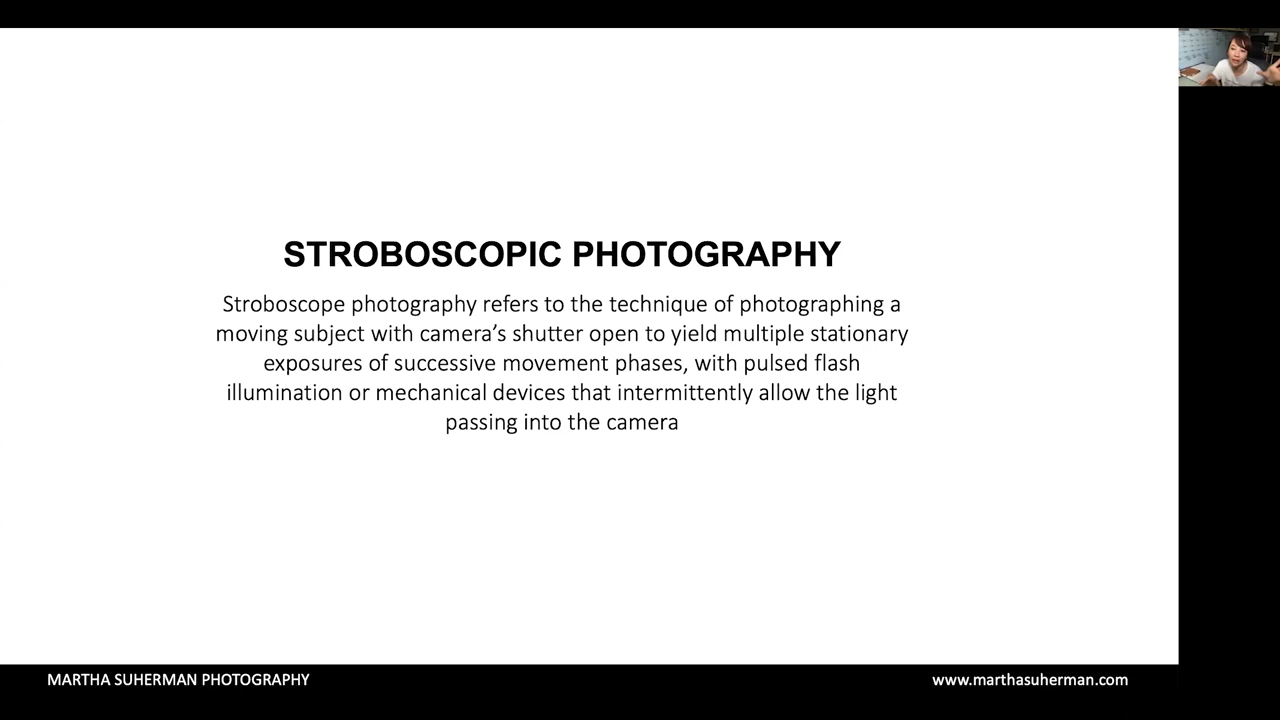 STROBOSCOPIC PHOTOGRAPHY
Stroboscope photography refers to the technique of photographing a
moving subject with camera’s shutter open to yield multiple stationary
exposures of successive movement phases, with pulsed flash
illumination or mechanical devices that intermittently allow the light
passing into the camera
MARTHA SUHERMAN PHOTOGRAPHY
www.marthasuherman.com